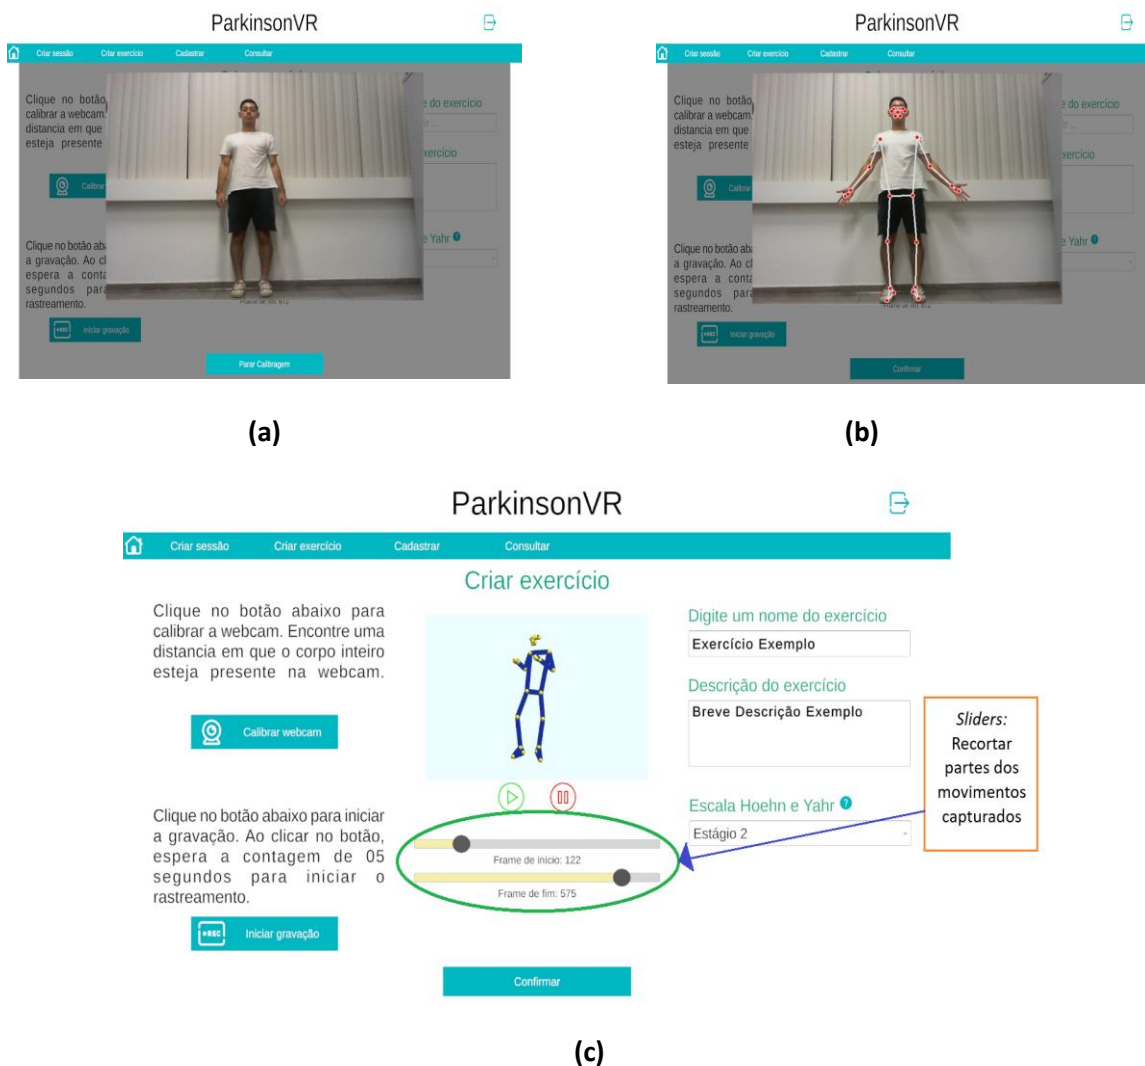 ParkinsonVR
Criar sessão Criar exercício Cadastrar Consultar
Clique no botão
calibrar a webcam.
distancia em que
esteja presente
e do exercício
xercício
Calibrar
Clique no botão
a gravação. Ao
espera a
segundos para
rastreamento.
e Yahr ?
REC Iniciar gravação
Parar Calibragem
(a)
ParkinsonVR
Criar sessão Criar exercício Cadastrar Consultar
Clique no botão
calibrar a webcam.
distancia em que
esteja presente
e do exercício
xercício
Calibrar
Clique no botão
a gravação. Ao
espera a
segundos para
rastreamento.
e Yahr ?
REC Iniciar gravação
Confirmar
(b)
ParkinsonVR
Criar sessão Criar exercício Cadastrar Consultar
Criar exercício
Clique no botão abaixo para
calibrar a webcam. Encontre uma
distancia em que o corpo inteiro
esteja presente na webcam.
Calibrar webcam
Clique no botão abaixo para iniciar
a gravação. Ao clicar no botão,
espera a contagem de 05
segundos para iniciar o
rastreamento.
REC Iniciar gravação
Frame de início: 122
Frame de fim: 575
Confirmar
Digite um nome do exercício
Exercício Exemplo
Descrição do exercício
Breve Descrição Exemplo
Escala Hoehn e Yahr ?
Estágio 2
Sliders:
Recortar
partes dos
movimentos
capturados
(c)